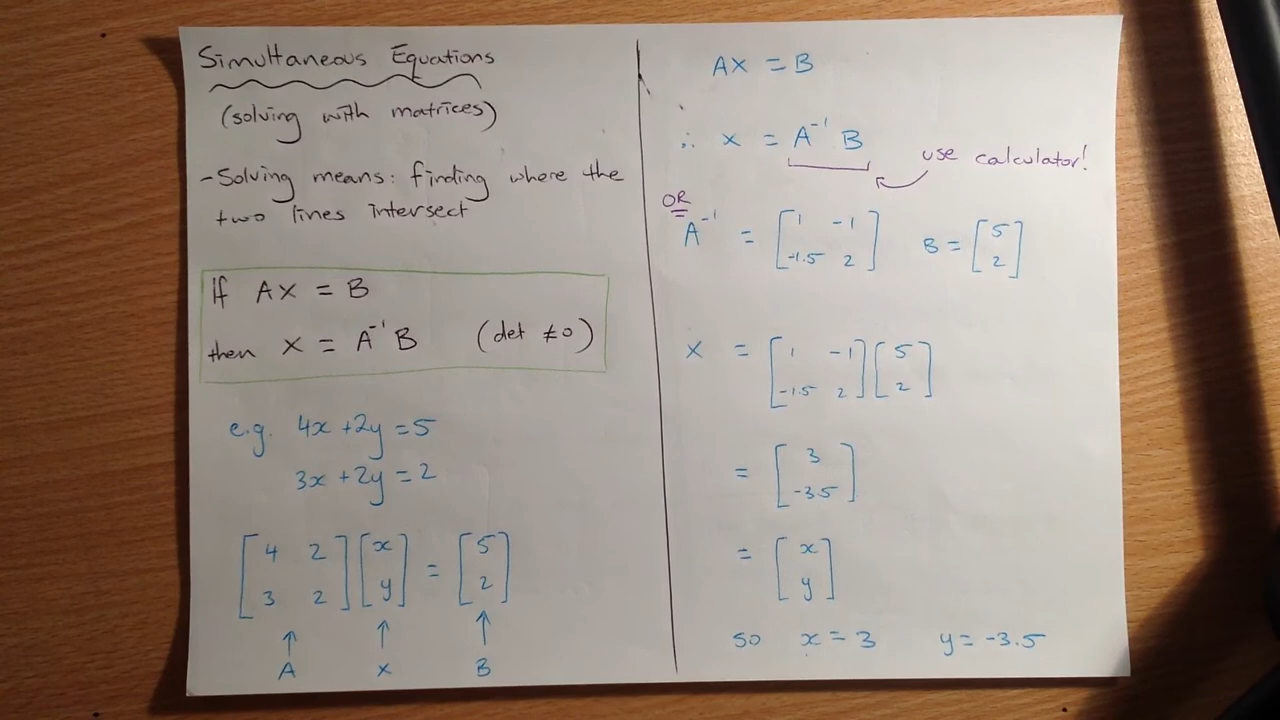 Simultaneous Equations
(solving with matrices)
- Solving means: finding where the
two lines intersect
If AX = B
then X = A⁻¹B (det ≠ 0)
e.g. 4x + 2y = 5
3x + 2y = 2
[4 2] [x] = [5]
[3 2] [y] [2]
↑ ↑ ↑
A X B
AX = B
∴ X = A⁻¹ B
use calculator!
OR
A⁻¹ = [1 -1] B = [5]
[-1.5 2] [2]
X = [1 -1] [5]
[-1.5 2] [2]
= [3]
[-3.5]
= [x]
[y]
so x = 3 y = -3.5